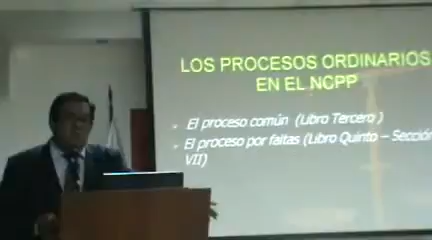 LOS PROCESOS ORDINARIOS
EN EL NCPP
El proceso común (Libro Tercero )
El proceso por faltas (Libro Quinto – Sección
VII)